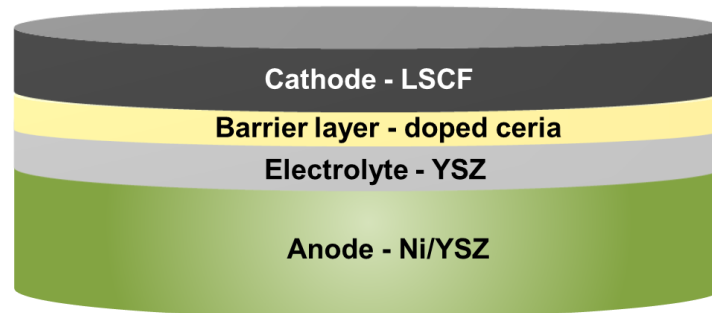 Cathode - LSCF
Barrier layer - doped ceria
Electrolyte - YSZ
Anode - Ni/YSZ